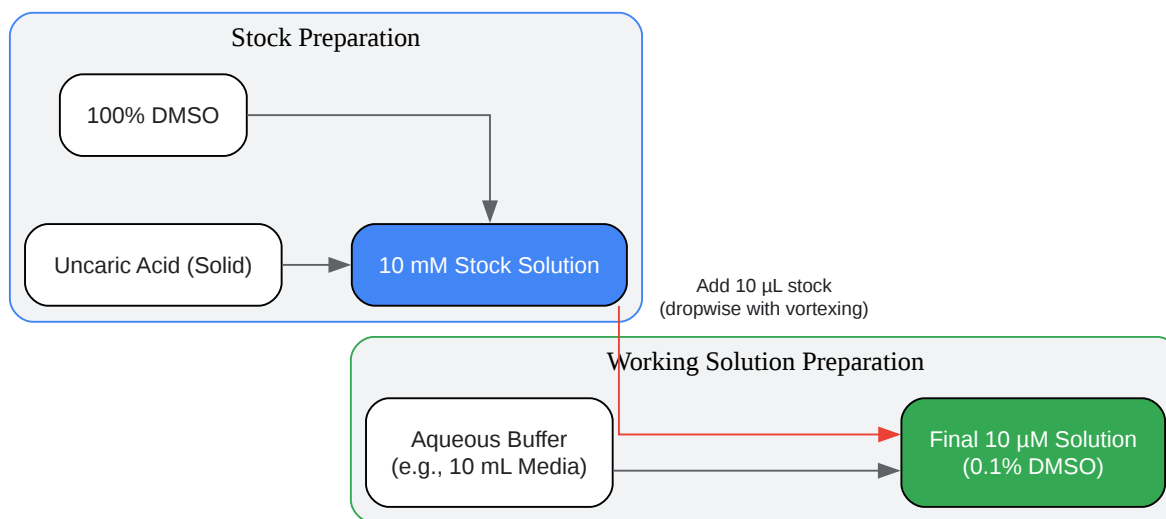 Stock Preparation
100% DMSO
Uncaric Acid (Solid)
10 mM Stock Solution
Add 10 µL stock
(dropwise with vortexing)
Working Solution Preparation
Aqueous Buffer
(e.g., 10 mL Media)
Final 10 µM Solution
(0.1% DMSO)